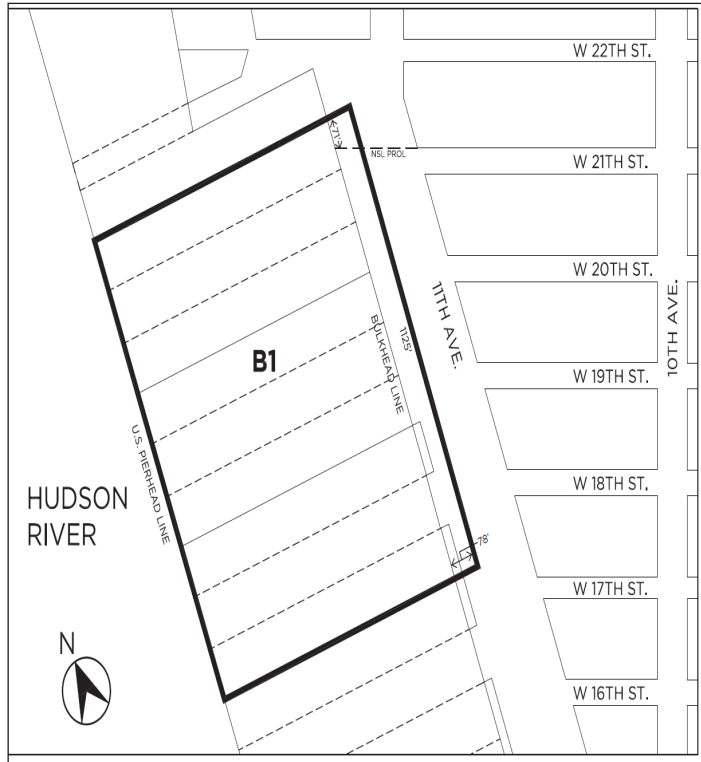 W 22TH ST.
71'
NSL PROL
W 21TH ST.
W 20TH ST.
11TH AVE.
10TH AVE.
BULKHEAD LINE
1125'
B1
W 19TH ST.
U.S. PIERHEAD LINE
HUDSON
RIVER
W 18TH ST.
78'
W 17TH ST.
N
W 16TH ST.